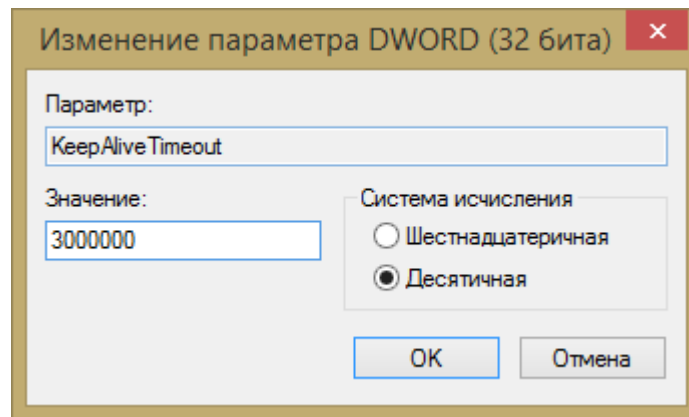 Изменение параметра DWORD (32 бита)
Параметр:
KeepAliveTimeout
Значение:
3000000
Система исчисления
Шестнадцатеричная
Десятичная
OK
Отмена